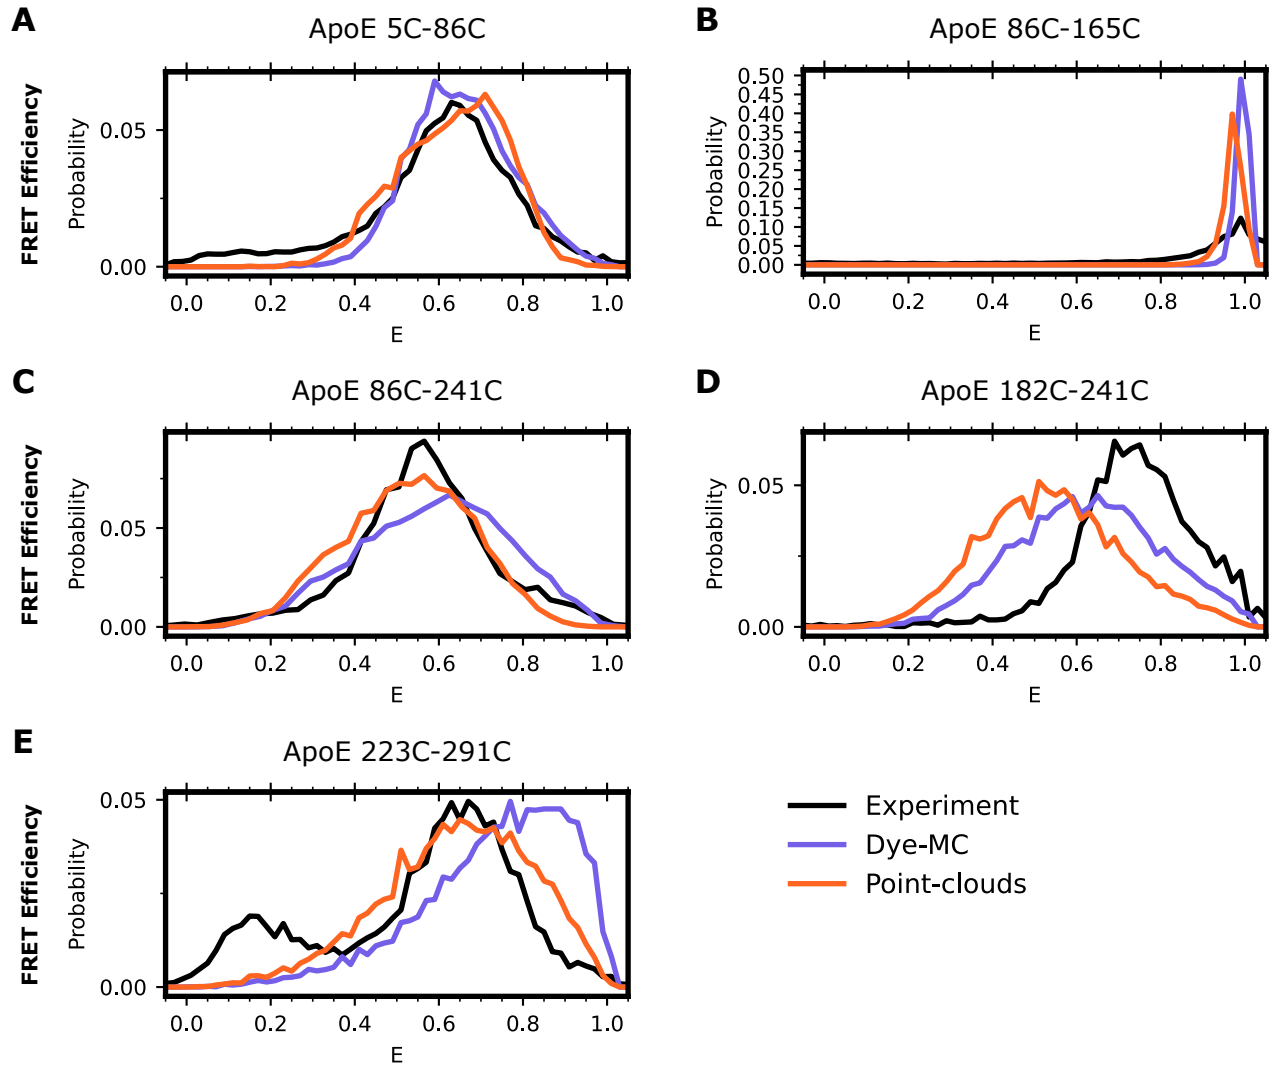 A
ApoE 5C-86C
FRET Efficiency
Probability
0.05
0.00
0.0 0.2 0.4 0.6 0.8 1.0
E
B
ApoE 86C-165C
Probability
0.50
0.45
0.40
0.35
0.30
0.25
0.20
0.15
0.10
0.05
0.00
0.0 0.2 0.4 0.6 0.8 1.0
E
C
ApoE 86C-241C
FRET Efficiency
Probability
0.05
0.00
0.0 0.2 0.4 0.6 0.8 1.0
E
D
ApoE 182C-241C
Probability
0.05
0.00
0.0 0.2 0.4 0.6 0.8 1.0
E
E
ApoE 223C-291C
FRET Efficiency
Probability
0.05
0.00
0.0 0.2 0.4 0.6 0.8 1.0
E
Experiment
Dye-MC
Point-clouds